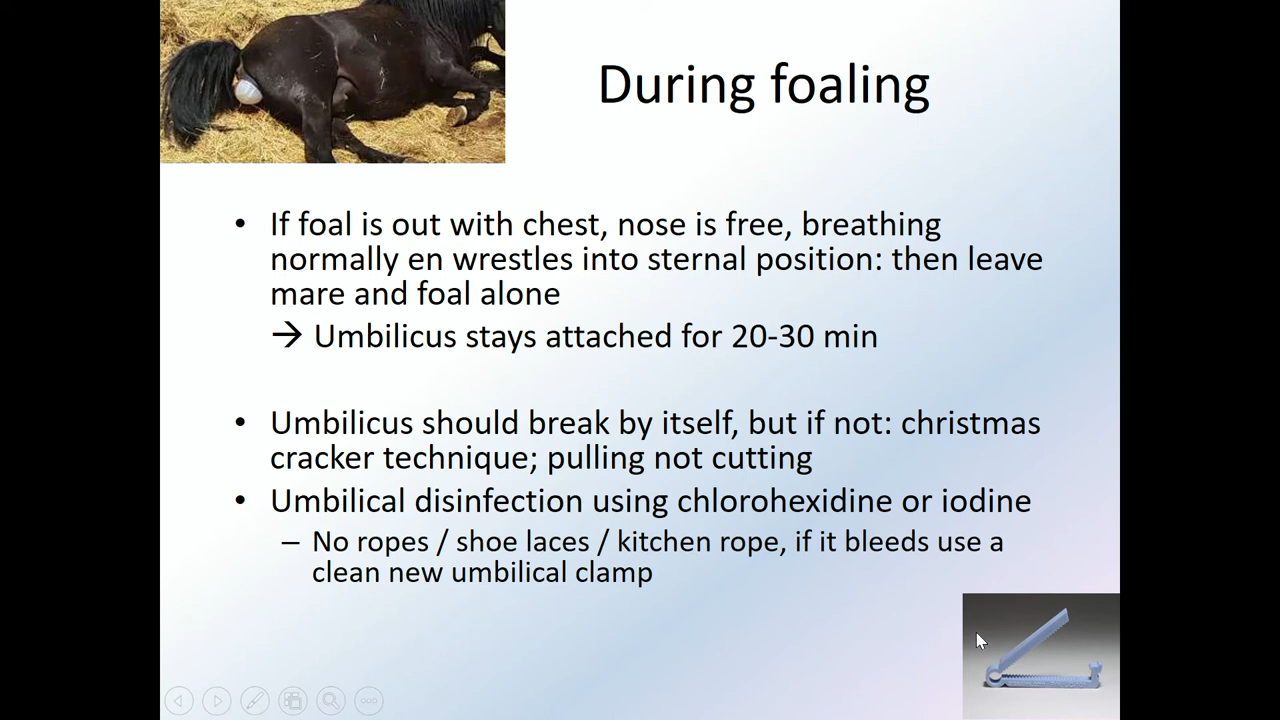 During foaling
• If foal is out with chest, nose is free, breathing
normally en wrestles into sternal position: then leave
mare and foal alone
→ Umbilicus stays attached for 20-30 min
• Umbilicus should break by itself, but if not: christmas
cracker technique; pulling not cutting
• Umbilical disinfection using chlorohexidine or iodine
– No ropes / shoe laces / kitchen rope, if it bleeds use a
clean new umbilical clamp